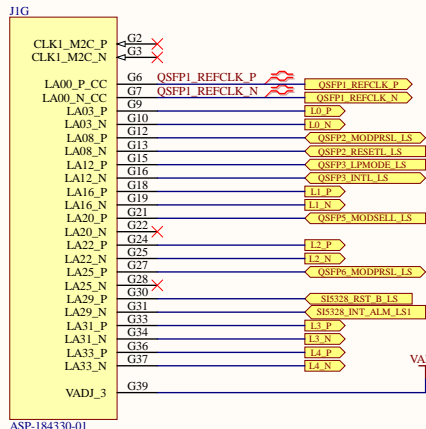 J1G
CLK1_M2C_P G2
CLK1_M2C_N G3
LA00_P_CC G6 QSFP1_REFCLK_P QSFP1_REFCLK_P
LA00_N_CC G7 QSFP1_REFCLK_N QSFP1_REFCLK_N
LA03_P G9 L0_P
LA03_N G10 L0_N
LA08_P G12 QSFP2_MODPRSL_LS
LA08_N G13 QSFP2_RESETL_LS
LA12_P G15 QSFP3_LPMODE_LS
LA12_N G16 QSFP3_INTL_LS
LA16_P G18 L1_P
LA16_N G19 L1_N
LA20_P G21 QSFP5_MODSELL_LS
LA20_N G22
LA22_P G24 L2_P
LA22_N G25 L2_N
LA25_P G27 QSFP6_MODPRSL_LS
LA25_N G28
LA29_P G30 SI5328_RST_B_LS
LA29_N G31 SI5328_INT_ALM_LS1
LA31_P G33 L3_P
LA31_N G34 L3_N
LA33_P G36 L4_P
LA33_N G37 L4_N
VA
VADJ_3 G39
ASP-184330-01